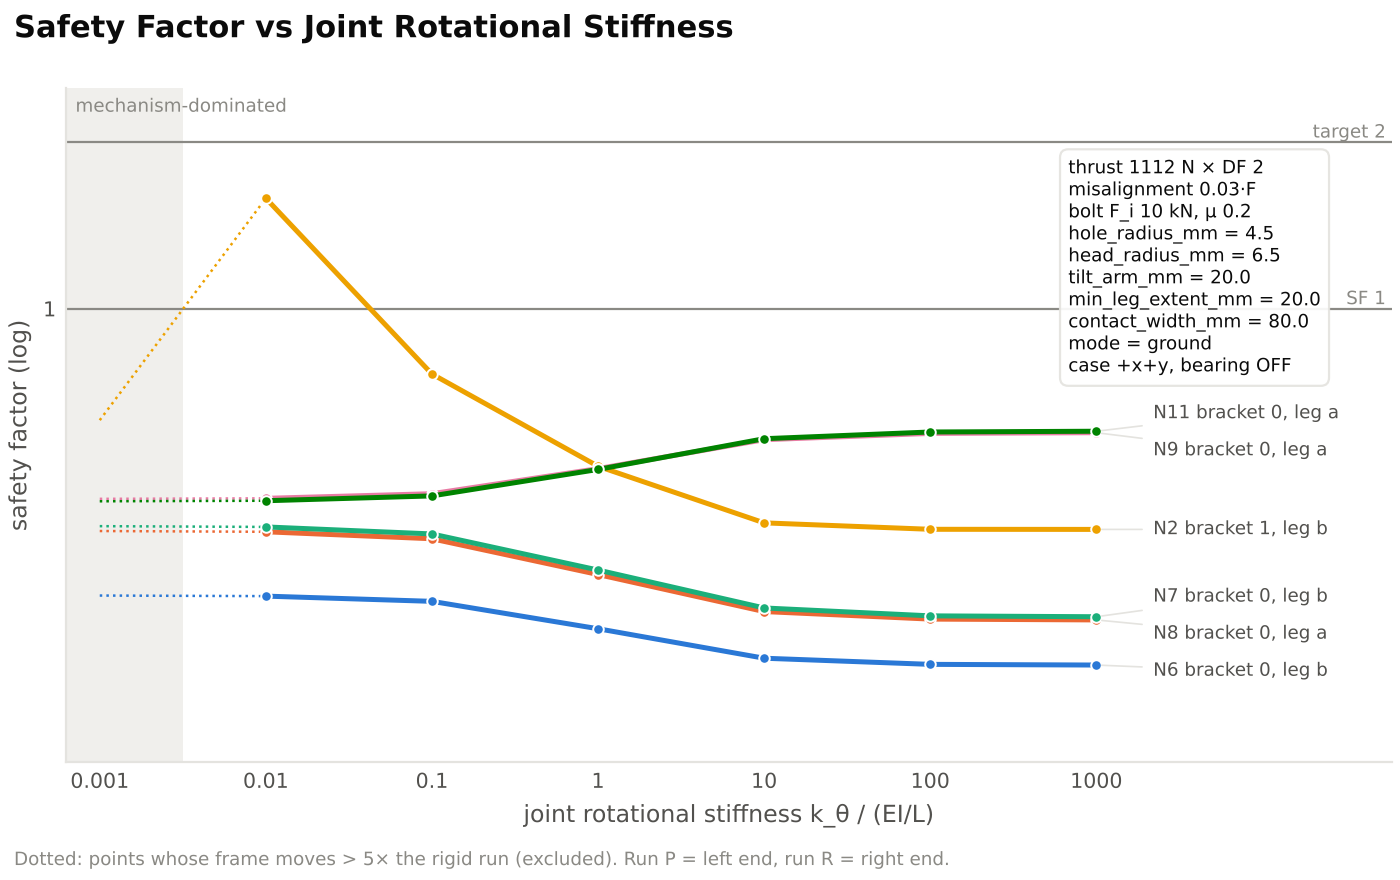 Safety Factor vs Joint Rotational Stiffness
mechanism-dominated
target 2
thrust 1112 N × DF 2
misalignment 0.03·F
bolt F_i 10 kN, μ 0.2
hole_radius_mm = 4.5
head_radius_mm = 6.5
tilt_arm_mm = 20.0
min_leg_extent_mm = 20.0
contact_width_mm = 80.0
mode = ground
case +x+y, bearing OFF
SF 1
1
safety factor (log)
N11 bracket 0, leg a
N9 bracket 0, leg a
N2 bracket 1, leg b
N7 bracket 0, leg b
N8 bracket 0, leg a
N6 bracket 0, leg b
0.001 0.01 0.1 1 10 100 1000
joint rotational stiffness k_θ / (EI/L)
Dotted: points whose frame moves > 5× the rigid run (excluded). Run P = left end, run R = right end.